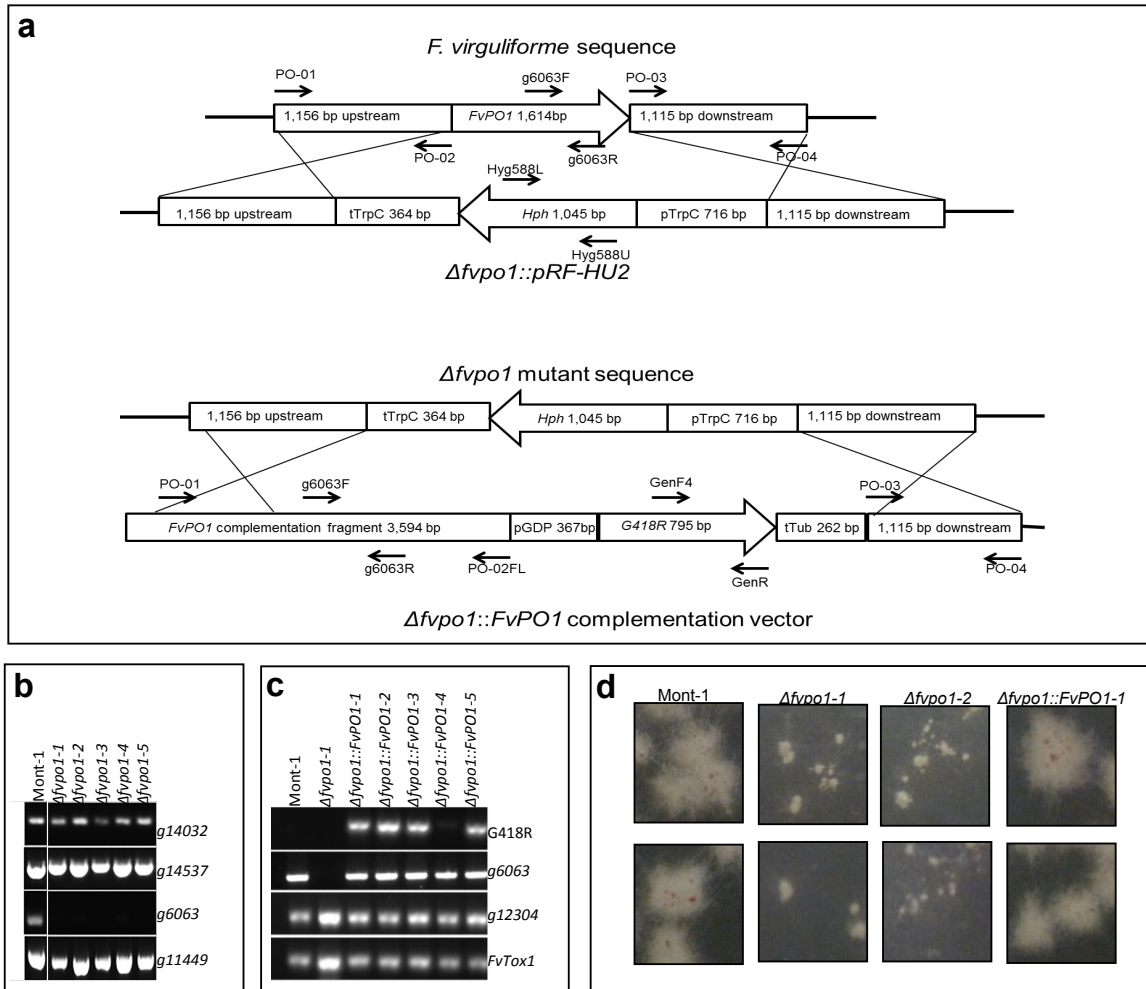 a
F. virguliforme sequence
PO-01
g6063F
PO-03
1,156 bp upstream
FvPO1 1,614bp
1,115 bp downstream
PO-02
g6063R
PO-04
Hyg588L
1,156 bp upstream
tTrpC 364 bp
Hph 1,045 bp
pTrpC 716 bp
1,115 bp downstream
Hyg588U
Δfvpo1::pRF-HU2
Δfvpo1 mutant sequence
1,156 bp upstream
tTrpC 364 bp
Hph 1,045 bp
pTrpC 716 bp
1,115 bp downstream
PO-01
g6063F
GenF4
PO-03
FvPO1 complementation fragment 3,594 bp
pGDP 367bp
G418R 795 bp
tTub 262 bp
1,115 downstream
g6063R
PO-02FL
GenR
PO-04
Δfvpo1::FvPO1 complementation vector
b
Mont-1
Δfvpo1-1
Δfvpo1-2
Δfvpo1-3
Δfvpo1-4
Δfvpo1-5
g14032
g14537
g6063
g11449
c
Mont-1
Δfvpo1-1
Δfvpo1::FvPO1-1
Δfvpo1::FvPO1-2
Δfvpo1::FvPO1-3
Δfvpo1::FvPO1-4
Δfvpo1::FvPO1-5
G418R
g6063
g12304
FvTox1
d
Mont-1
Δfvpo1-1
Δfvpo1-2
Δfvpo1::FvPO1-1